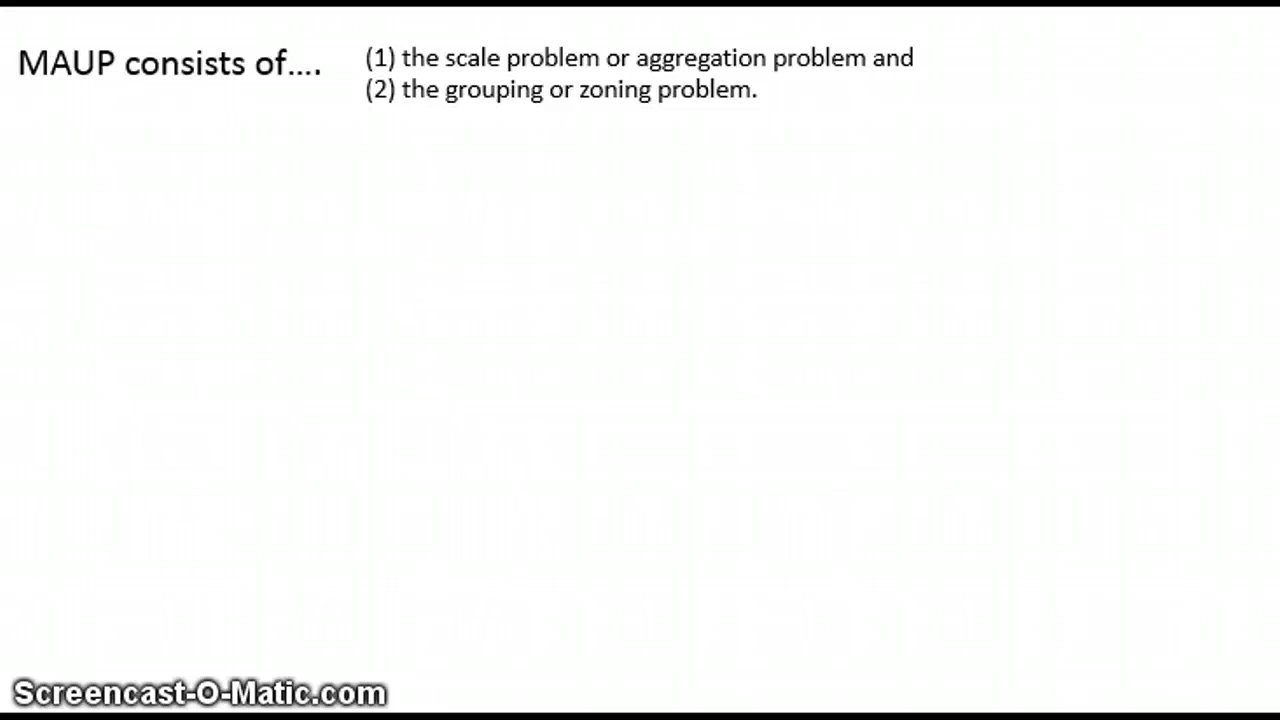 MAUP consists of....
(1) the scale problem or aggregation problem and
(2) the grouping or zoning problem.
Screencast-O-Matic.com